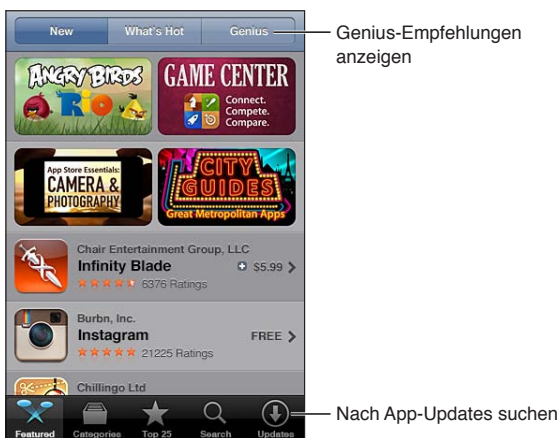 New What's Hot Genius
Genius-Empfehlungen
anzeigen
ANGRY BIRDS
RIO
GAME CENTER
Connect.
Compete.
Compare.
App Store Essentials:
CAMERA &
PHOTOGRAPHY
CITY
GUIDES
Great Metropolitan Apps
Chair Entertainment Group, LLC
Infinity Blade
$5.99
6376 Ratings
Burbn, Inc.
Instagram
FREE
21225 Ratings
Chillingo Ltd
Featured Categories Top 25 Search Updates
Nach App-Updates suchen